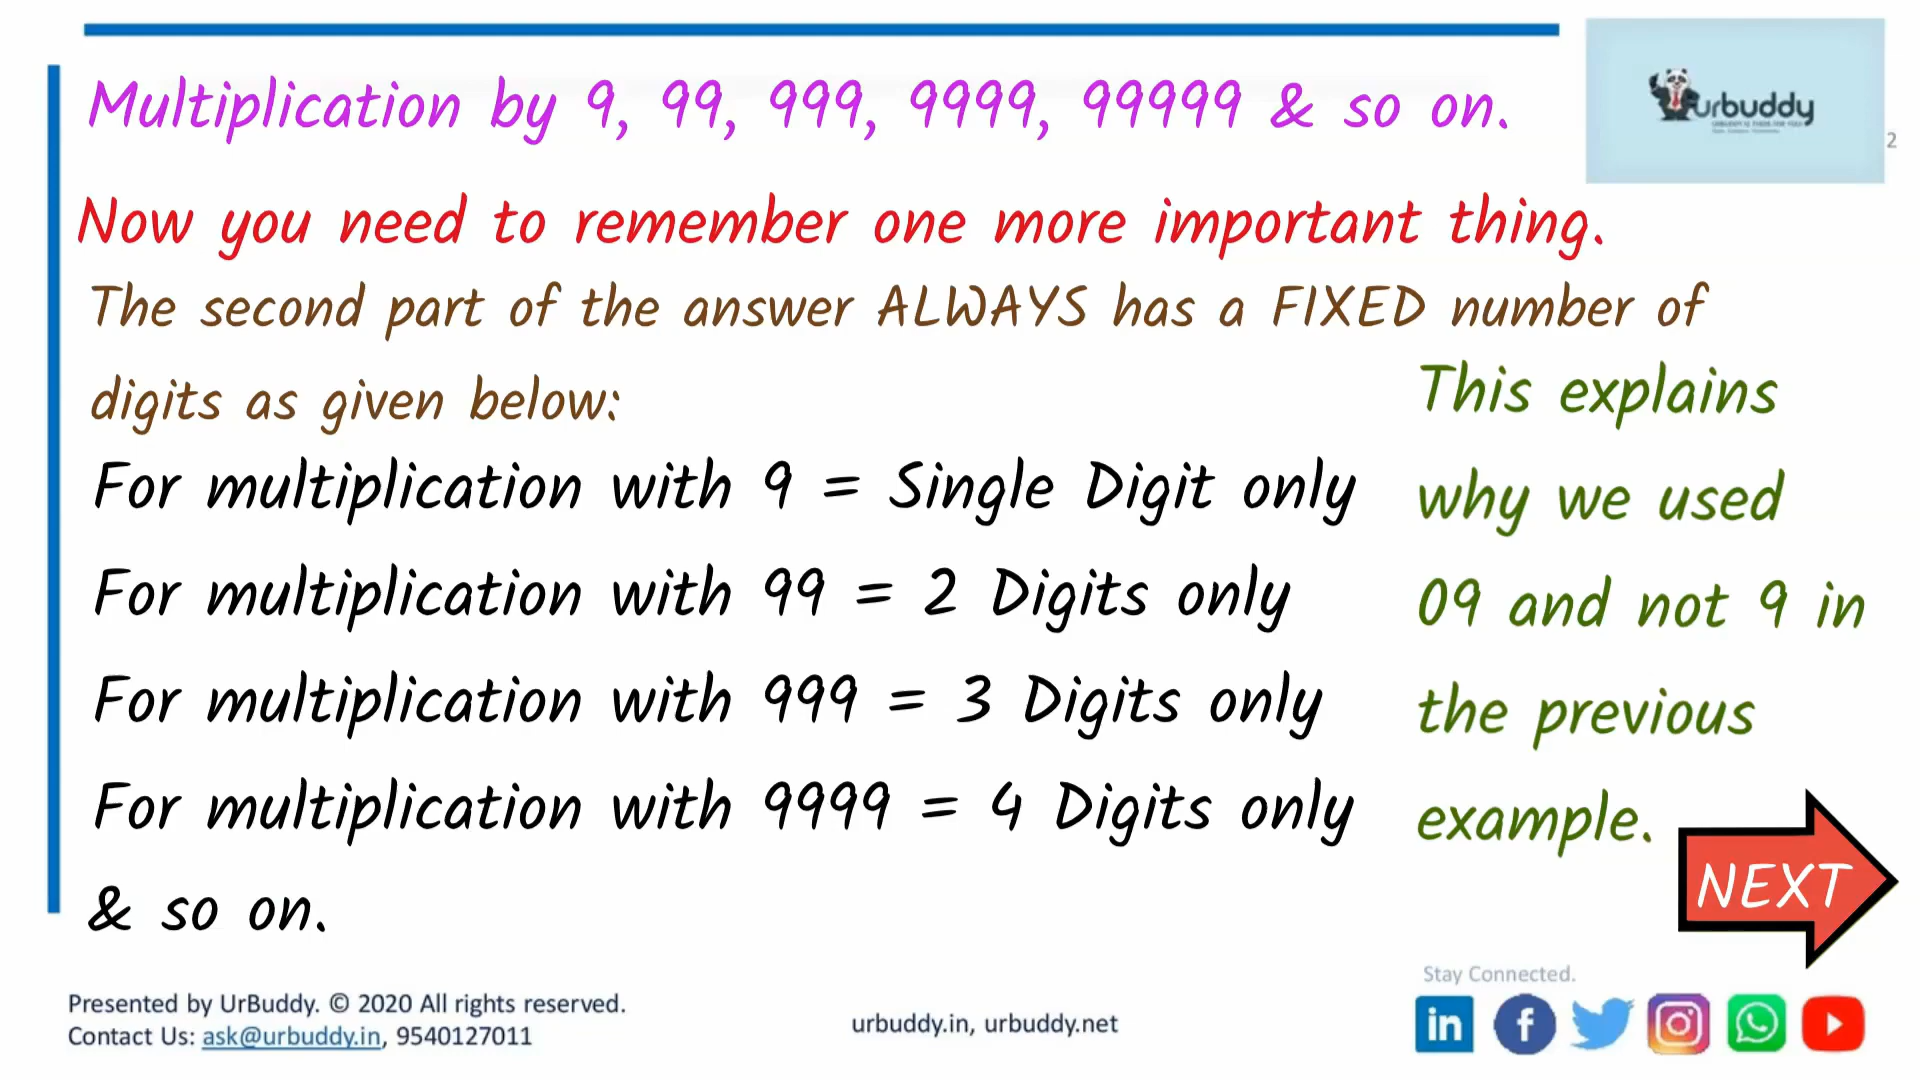 Multiplication by 9, 99, 999, 9999, 99999 & so on.
urbuddy
2
Now you need to remember one more important thing.
The second part of the answer ALWAYS has a FIXED number of
digits as given below:
For multiplication with 9 = Single Digit only
For multiplication with 99 = 2 Digits only
For multiplication with 999 = 3 Digits only
For multiplication with 9999 = 4 Digits only
& so on.
This explains
why we used
09 and not 9 in
the previous
example.
NEXT
Stay Connected.
Presented by UrBuddy. © 2020 All rights reserved.
Contact Us: ask@urbuddy.in, 9540127011
urbuddy.in, urbuddy.net